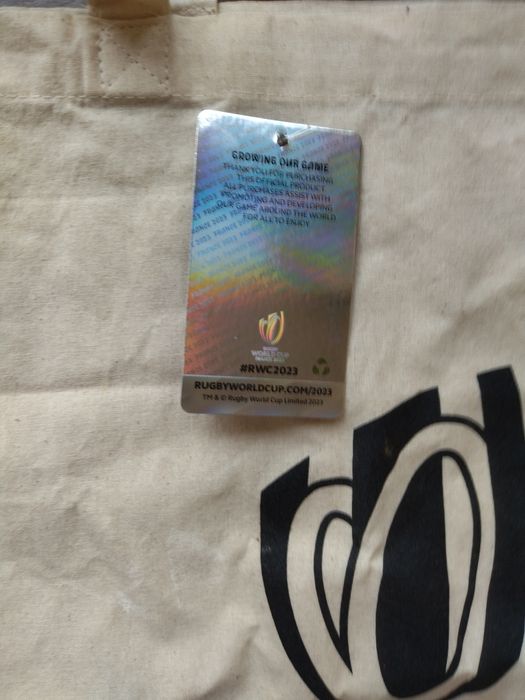 GROWING OUR GAME
THANK YOU FOR PURCHASING
THIS OFFICIAL PRODUCT
ALL PURCHASES ASSIST WITH
PROMOTING AND DEVELOPING
OUR GAME AROUND THE WORLD
FOR ALL TO ENJOY
RUGBY
WORLD CUP
FRANCE 2023
#RWC2023
RUGBYWORLDCUP.COM/2023
TM & © Rugby World Cup Limited 2023